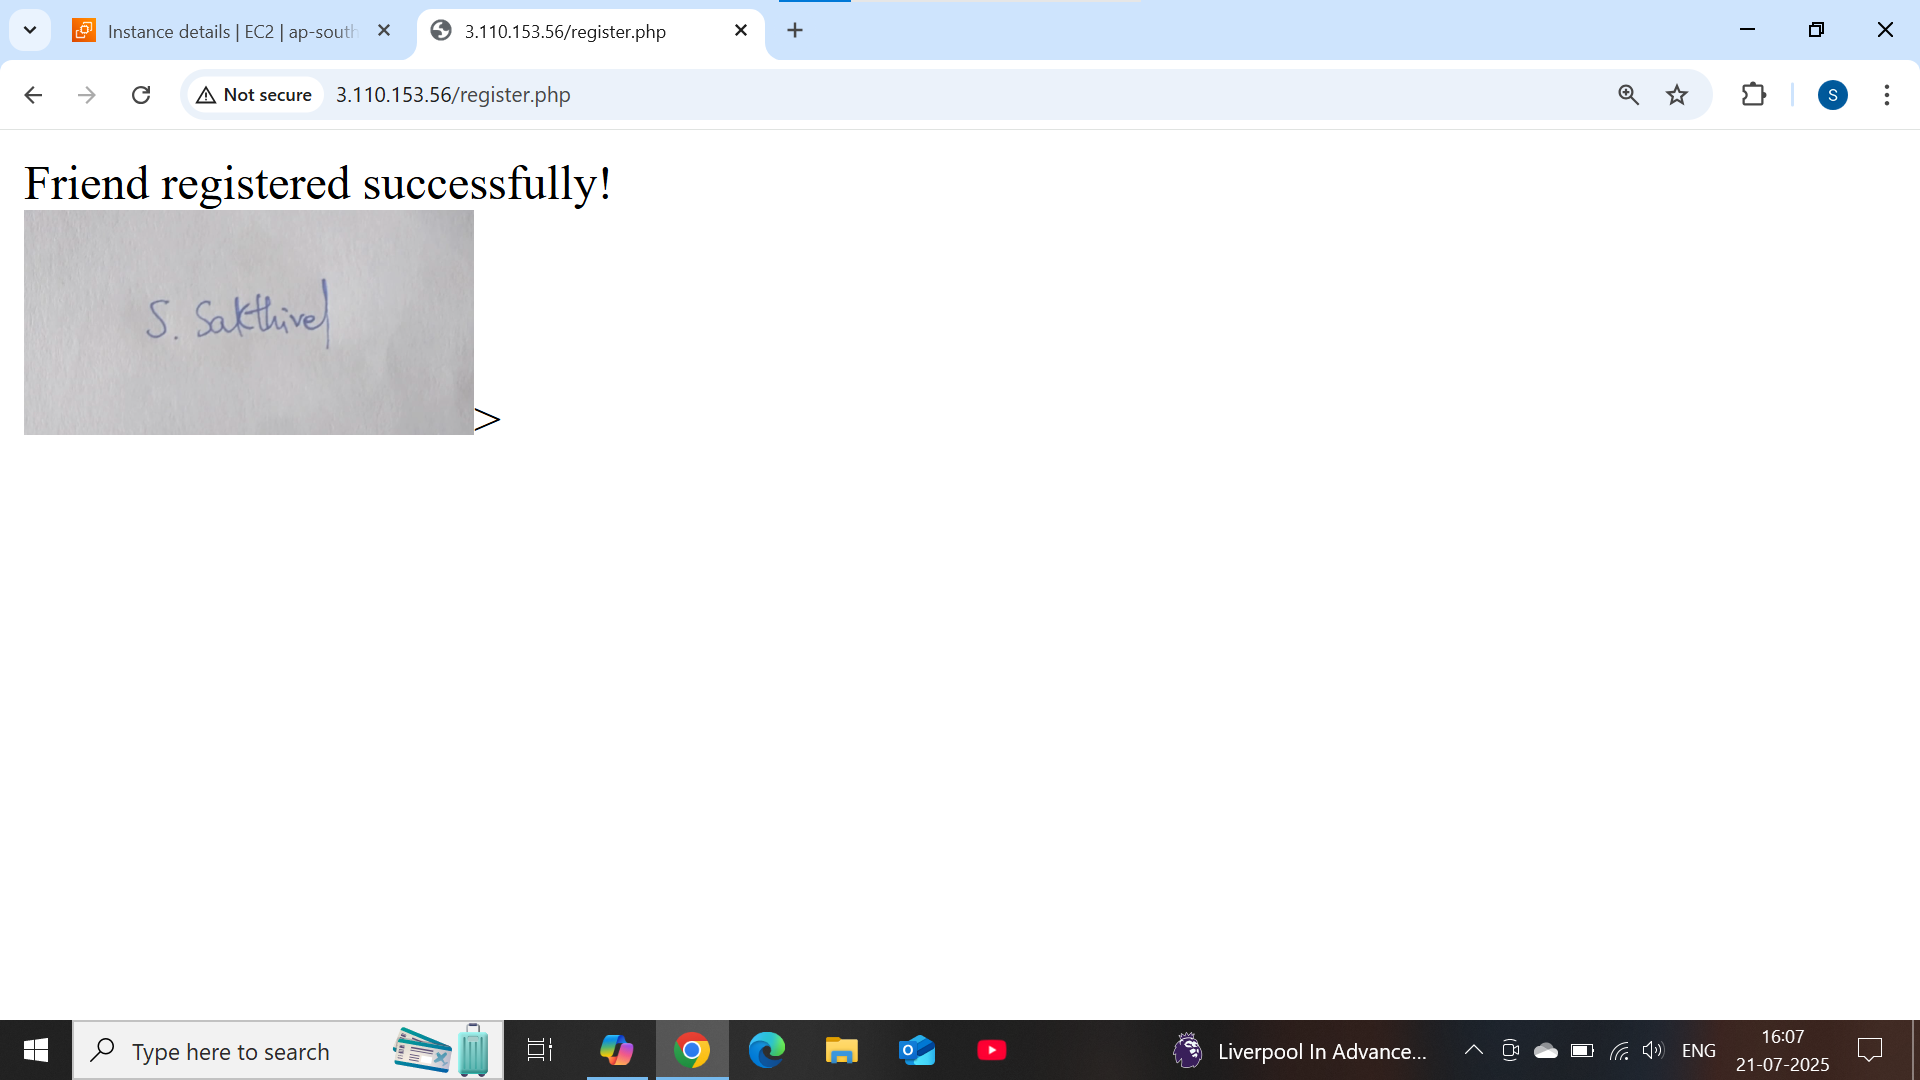 Instance details | EC2 | ap-south
3.110.153.56/register.php
Not secure
3.110.153.56/register.php
S
Friend registered successfully!
S. Sakthivel
>
Type here to search
Liverpool In Advance...
ENG
16:07
21-07-2025